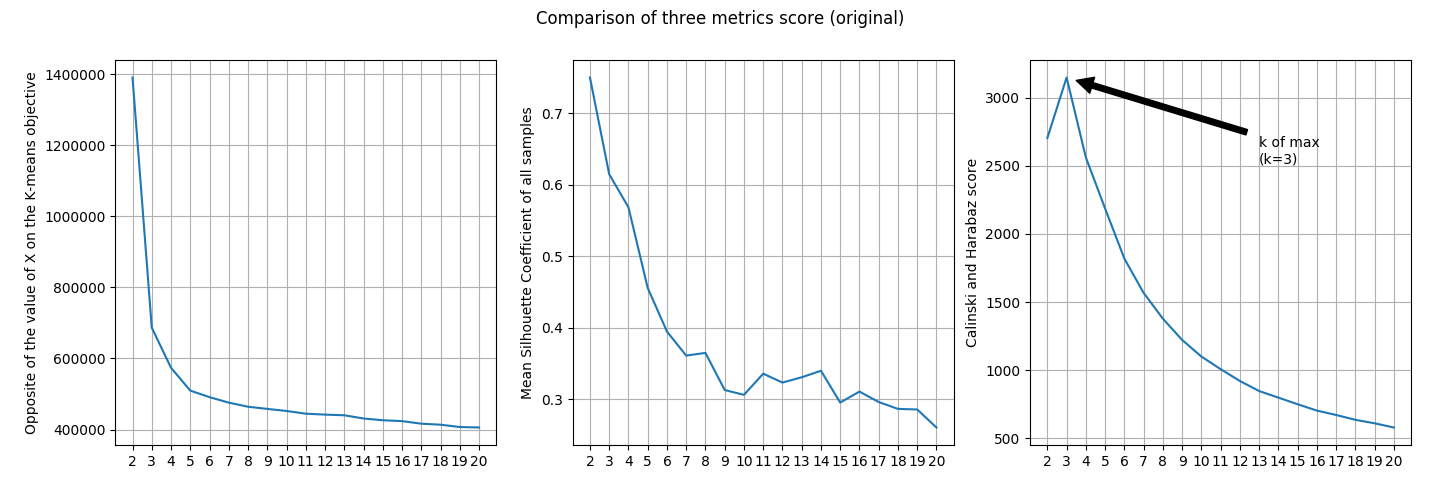 Comparison of three metrics score (original)
Opposite of the value of X on the K-means objective
1400000
1200000
1000000
800000
600000
400000
2 3 4 5 6 7 8 9 10 11 12 13 14 15 16 17 18 19 20
Mean Silhouette Coefficient of all samples
0.7
0.6
0.5
0.4
0.3
2 3 4 5 6 7 8 9 10 11 12 13 14 15 16 17 18 19 20
Calinski and Harabaz score
3000
2500
2000
1500
1000
500
k of max
(k=3)
2 3 4 5 6 7 8 9 10 11 12 13 14 15 16 17 18 19 20